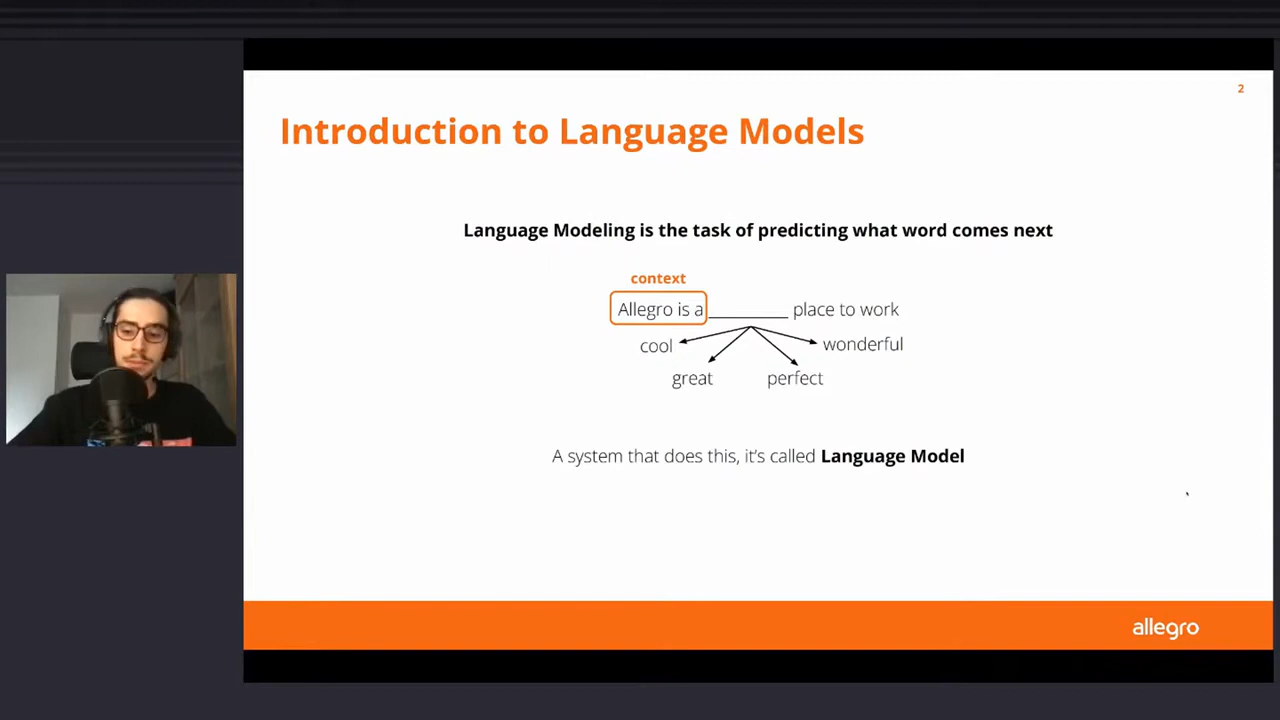 2
Introduction to Language Models
Language Modeling is the task of predicting what word comes next
context
Allegro is a ________ place to work
cool
wonderful
great
perfect
A system that does this, it's called Language Model
allegro